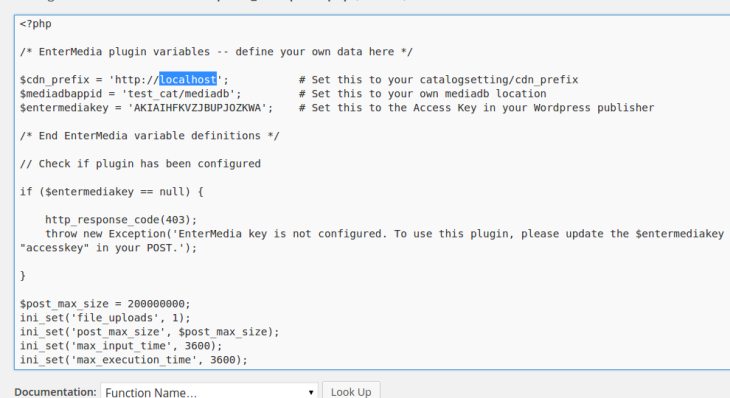 <?php
/* EnterMedia plugin variables -- define your own data here */
$cdn_prefix = 'http://localhost'; # Set this to your catalogsetting/cdn_prefix
$mediadbappid = 'test_cat/mediadb'; # Set this to your own mediadb location
$entermediakey = 'AKIAIHFKVZJBUPJOZKWA'; # Set this to the Access Key in your Wordpress publisher
/* End EnterMedia variable definitions */
// Check if plugin has been configured
if ($entermediakey == null) {
http_response_code(403);
throw new Exception('EnterMedia key is not configured. To use this plugin, please update the $entermediakey
"accesskey" in your POST.');
}
$post_max_size = 200000000;
ini_set('file_uploads', 1);
ini_set('post_max_size', $post_max_size);
ini_set('max_input_time', 3600);
ini_set('max_execution_time', 3600);
Documentation: Function Name... Look Up